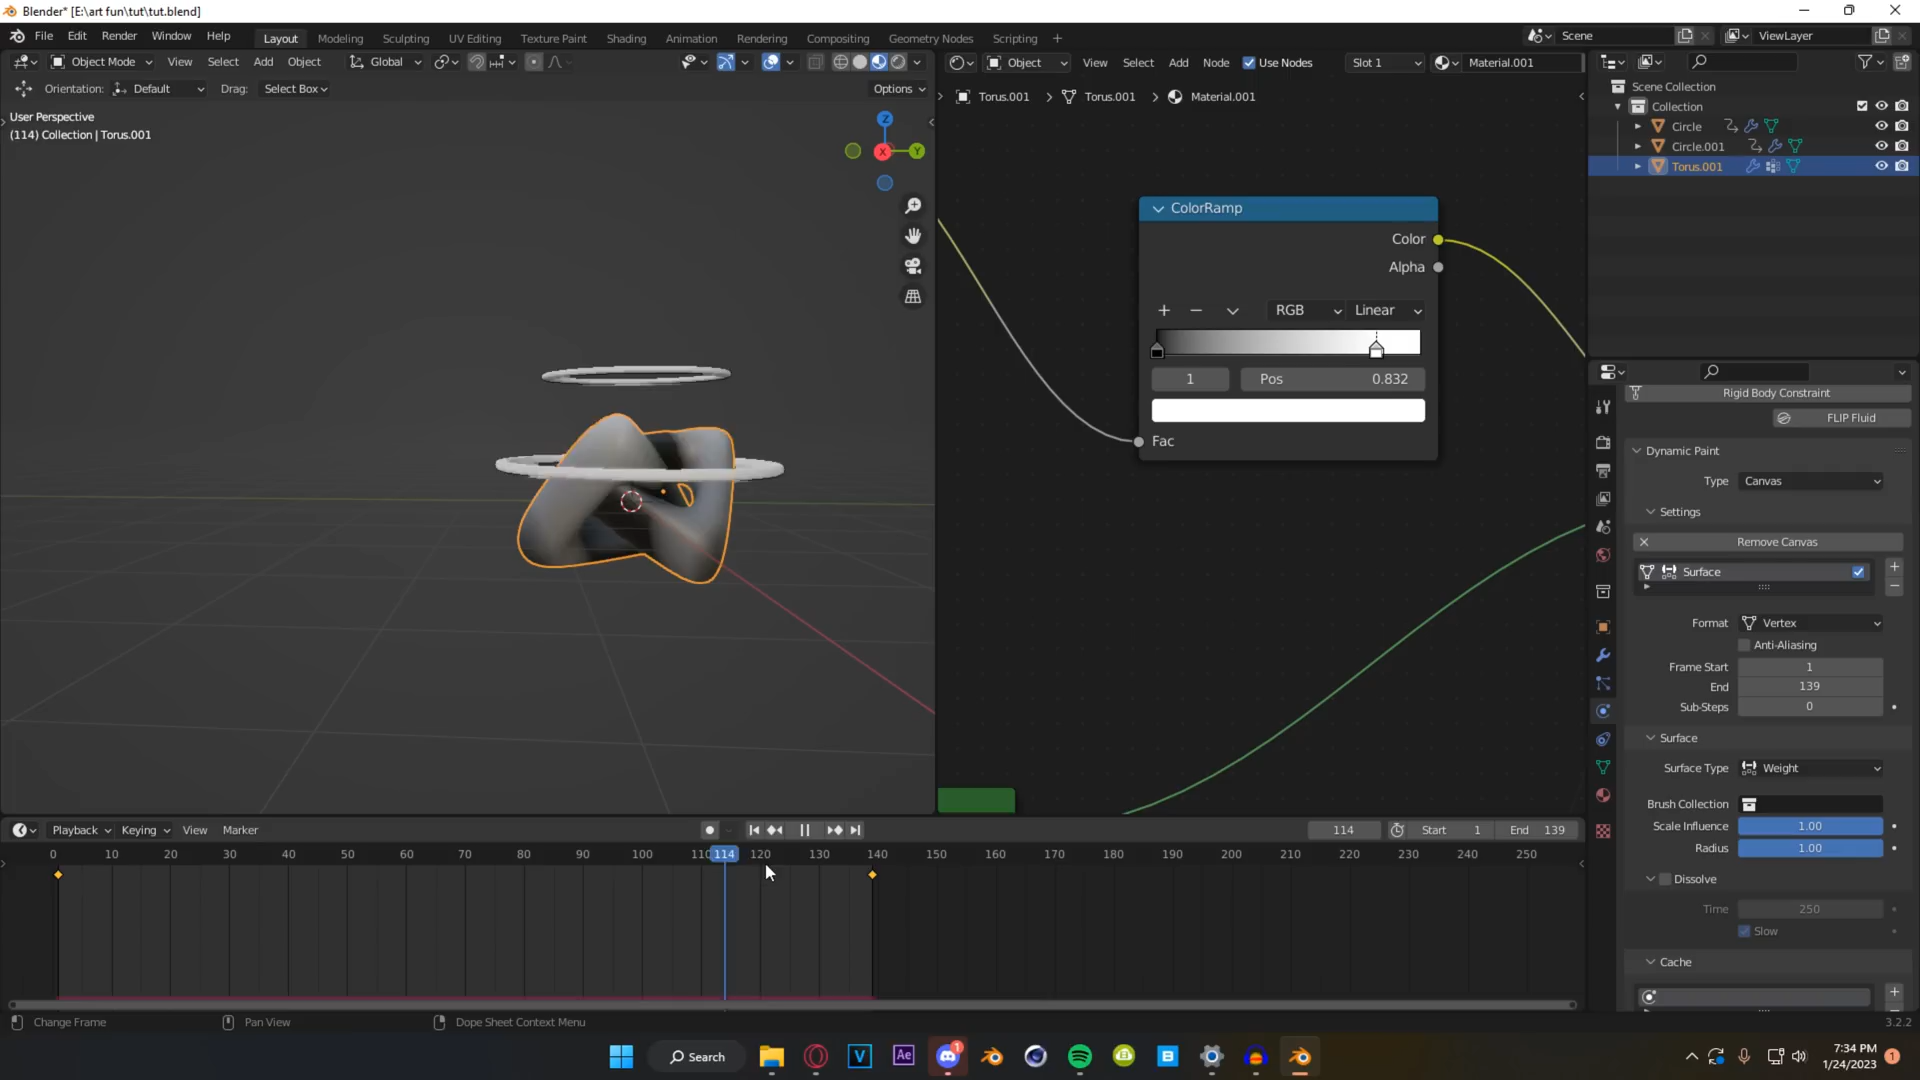 Blender* [E:\art fun\tut\tut.blend]
File Edit Render Window Help Layout Modeling Sculpting UV Editing Texture Paint Shading Animation Rendering Compositing Geometry Nodes Scripting Scene ViewLayer
Object Mode View Select Add Object Global Object View Select Add Node Use Nodes Slot 1 Material.001
Orientation: Default Drag: Select Box Options
Torus.001 Torus.001 Material.001
User Perspective
(114) Collection | Torus.001
Z
X
Y
Scene Collection
Collection
Circle
Circle.001
Torus.001
ColorRamp
Color
Alpha
RGB Linear
1 Pos 0.832
Fac
Rigid Body Constraint
FLIP Fluid
Dynamic Paint
Type Canvas
Settings
Remove Canvas
Surface
Format Vertex
Anti-Aliasing
Frame Start 1
End 139
Sub-Steps 0
Surface
Surface Type Weight
Brush Collection
Scale Influence 1.00
Radius 1.00
Dissolve
Time 250
Slow
Cache
Playback Keying View Marker 114 Start 1 End 139
0 10 20 30 40 50 60 70 80 90 100 110 114 120 130 140 150 160 170 180 190 200 210 220 230 240 250
Change Frame Pan View Dope Sheet Context Menu 3.2.2
Search
V
Ae
1
B
7:34 PM
1/24/2023
1